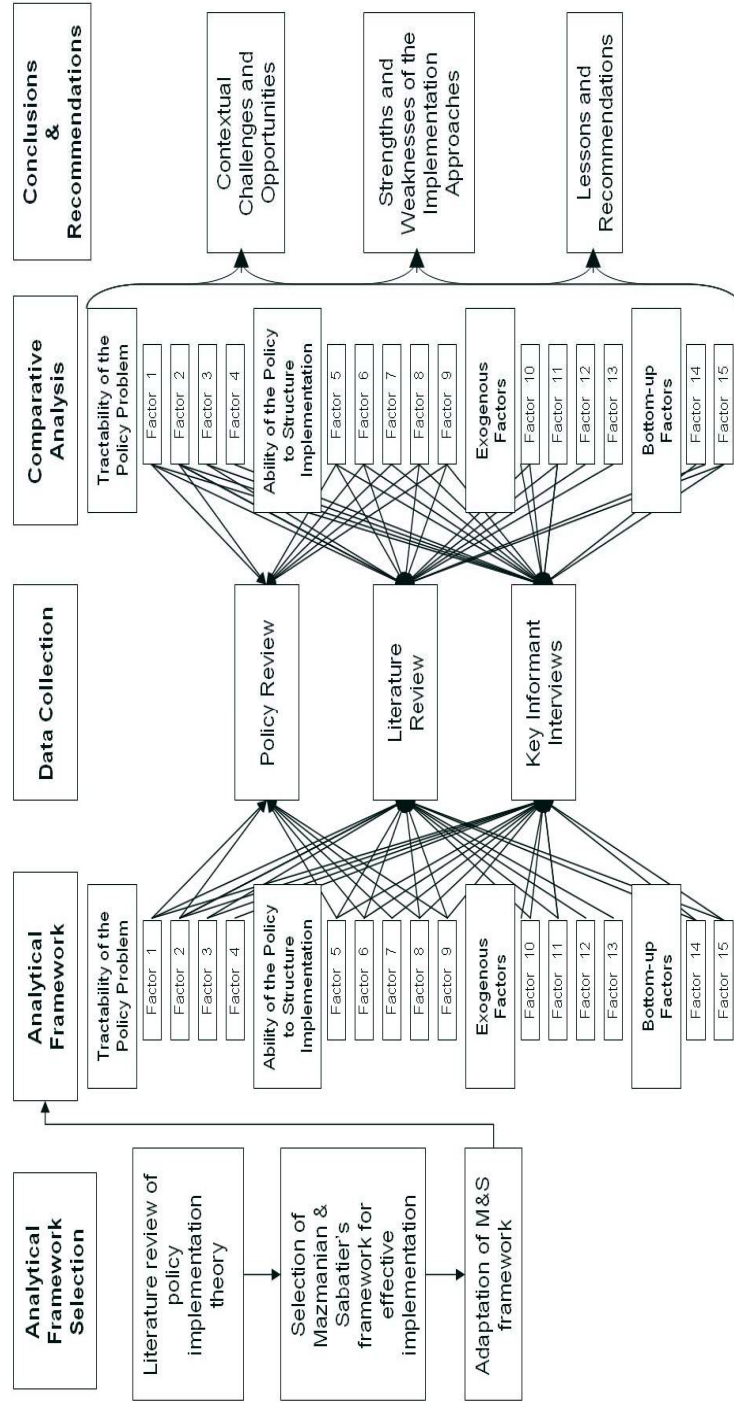 Analytical
Framework
Selection
Literature review of
policy
implementation
theory
Selection of
Mazmanian &
Sabatier's
framework for
effective
implementation
Adaptation of M&S
framework
Analytical
Framework
Tractability of the
Policy Problem
Factor 1
Factor 2
Factor 3
Factor 4
Ability of the Policy
to Structure
Implementation
Factor 5
Factor 6
Factor 7
Factor 8
Factor 9
Exogenous
Factors
Factor 10
Factor 11
Factor 12
Factor 13
Bottom-up
Factors
Factor 14
Factor 15
Data Collection
Policy Review
Literature
Review
Key Informant
Interviews
Comparative
Analysis
Tractability of the
Policy Problem
Factor 1
Factor 2
Factor 3
Factor 4
Ability of the Policy
to Structure
Implementation
Factor 5
Factor 6
Factor 7
Factor 8
Factor 9
Exogenous
Factors
Factor 10
Factor 11
Factor 12
Factor 13
Bottom-up
Factors
Factor 14
Factor 15
Conclusions
&
Recommendations
Contextual
Challenges and
Opportunities
Strengths and
Weaknesses of the
Implementation
Approaches
Lessons and
Recommendations